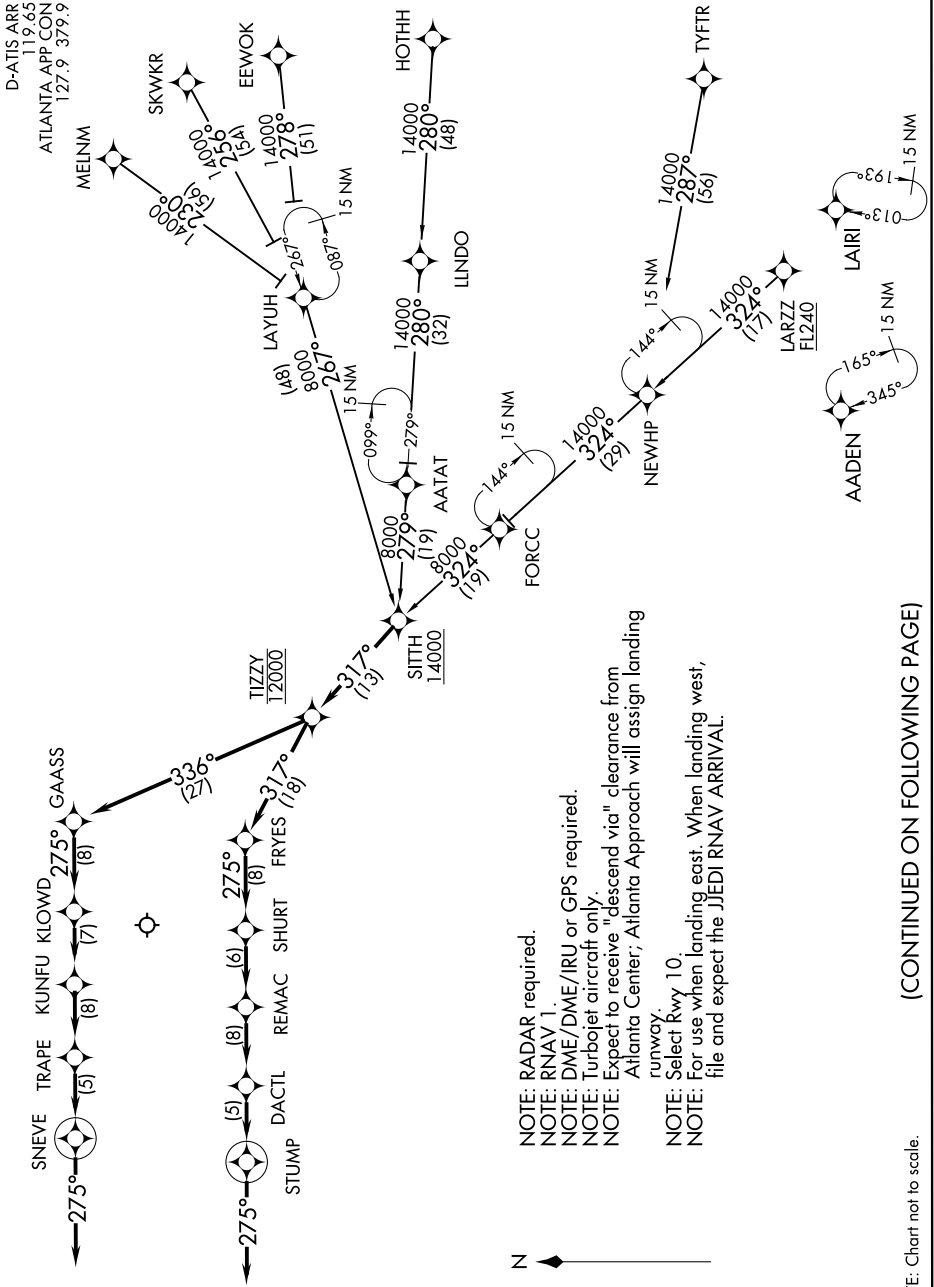 D-ATIS ARR
119.65
ATLANTA APP CON
127.9 379.9
MELNM
14000
230°
(56)
SKWKR
14000
256°
(54)
EEWOK
14000
278°
(51)
15 NM
267°
087°
LAYUH
(48)
8000
267°
HOTHH
14000
280°
(48)
LLNDO
14000
280°
(32)
15 NM
099°
279°
AATAT
8000
279°
(19)
TYFTR
14000
287°
(56)
LARZZ
FL240
14000
324°
(17)
15 NM
144°
NEWHP
14000
324°
(29)
15 NM
144°
FORCC
8000
324°
(19)
LAIRI
013°
193°
15 NM
AADEN
345°
165°
15 NM
SITTH
14000
317°
(13)
TIZZY
12000
336°
(27)
317°
(18)
GAASS
275°
(8)
KLOWD
(7)
KUNFU
(8)
TRAPE
(5)
SNEVE
275°
FRYES
275°
(8)
SHURT
(6)
REMAC
(8)
DACTL
(5)
STUMP
275°
NOTE: RADAR required.
NOTE: RNAV 1.
NOTE: DME/DME/IRU or GPS required.
NOTE: Turbojet aircraft only.
NOTE: Expect to receive "descend via" clearance from
Atlanta Center; Atlanta Approach will assign landing
runway.
NOTE: Select Rwy 10.
NOTE: For use when landing east. When landing west,
file and expect the JJEDI RNAV ARRIVAL.
N
(CONTINUED ON FOLLOWING PAGE)
TE: Chart not to scale.